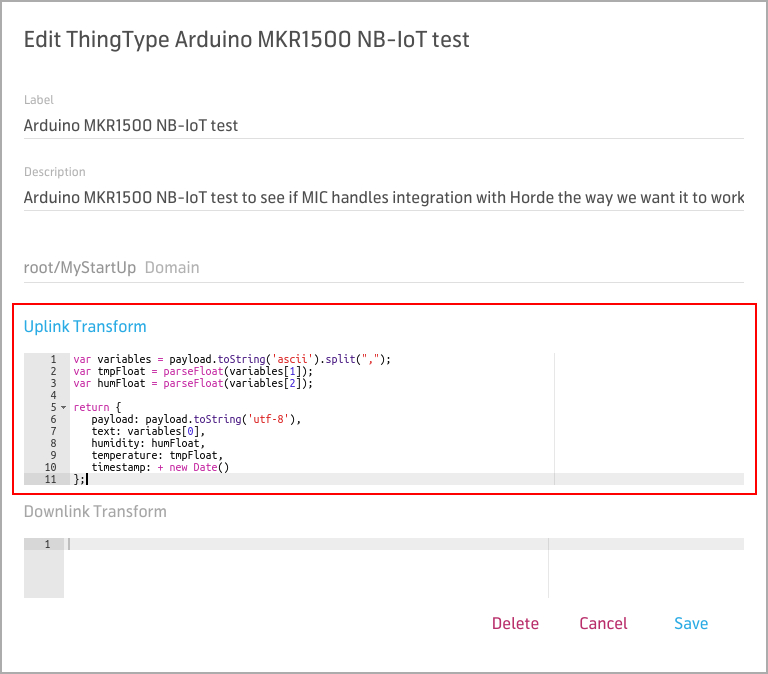 Edit ThingType Arduino MKR1500 NB-IoT test
Label
Arduino MKR1500 NB-IoT test
Description
Arduino MKR1500 NB-IoT test to see if MIC handles integration with Horde the way we want it to work
root/MyStartUp Domain
Uplink Transform
1 var variables = payload.toString('ascii').split(",");
2 var tmpFloat = parseFloat(variables[1]);
3 var humFloat = parseFloat(variables[2]);
4
5 return {
6 payload: payload.toString('utf-8'),
7 text: variables[0],
8 humidity: humFloat,
9 temperature: tmpFloat,
10 timestamp: + new Date()
11 };
Downlink Transform
1
Delete Cancel Save